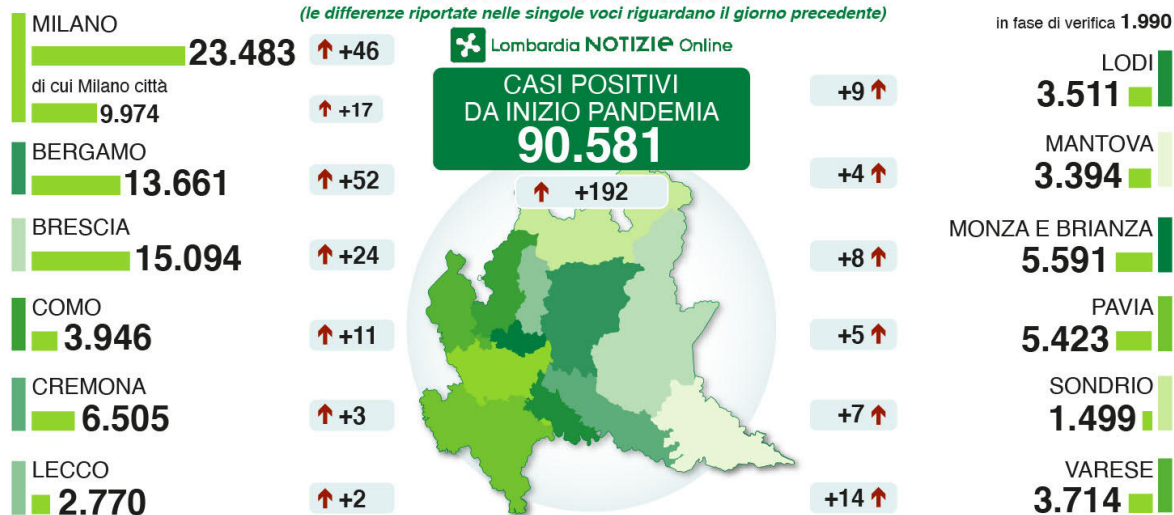 (le differenze riportate nelle singole voci riguardano il giorno precedente)
Lombardia NOTIZIE Online
CASI POSITIVI
DA INIZIO PANDEMIA
90.581
+192
MILANO
23.483
+46
di cui Milano città
9.974
+17
BERGAMO
13.661
+52
BRESCIA
15.094
+24
COMO
3.946
+11
CREMONA
6.505
+3
LECCO
2.770
+2
in fase di verifica 1.990
LODI
+9
3.511
MANTOVA
+4
3.394
MONZA E BRIANZA
+8
5.591
PAVIA
+5
5.423
SONDRIO
+7
1.499
VARESE
+14
3.714